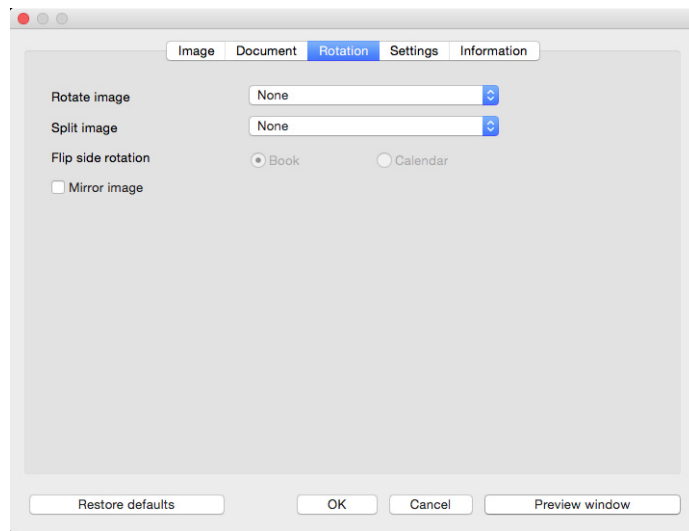 Image Document Rotation Settings Information
Rotate image None
Split image None
Flip side rotation Book Calendar
Mirror image
Restore defaults OK Cancel Preview window